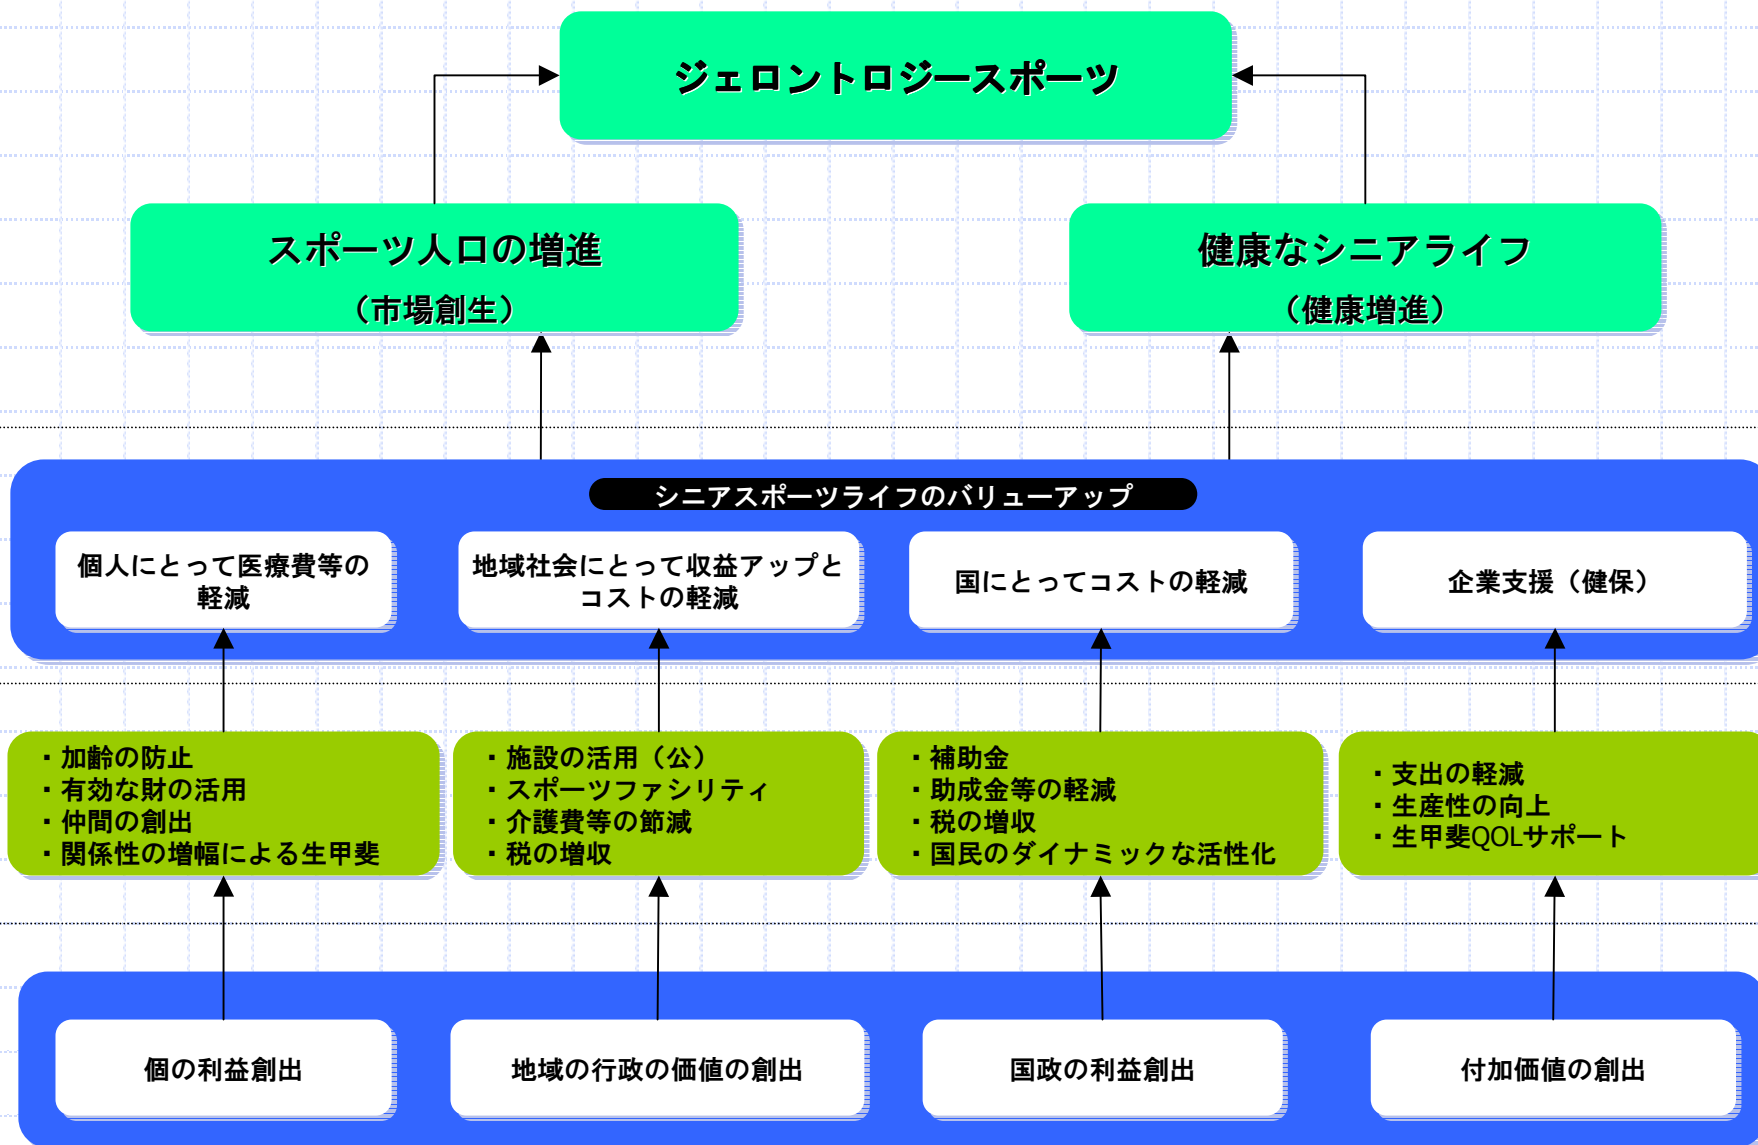 ジェロントロジースポーツ
スポーツ人口の増進
（市場創生）
健康なシニアライフ
（健康増進）
シニアスポーツライフのバリューアップ
個人にとって医療費等の
軽減
地域社会にとって収益アップと
コストの軽減
国にとってコストの軽減
企業支援（健保）
・加齢の防止
・有効な財の活用
・仲間の創出
・関係性の増幅による生甲斐
・施設の活用（公）
・スポーツファシリティ
・介護費等の節減
・税の増収
・補助金
・助成金等の軽減
・税の増収
・国民のダイナミックな活性化
・支出の軽減
・生産性の向上
・生甲斐QOLサポート
個の利益創出
地域の行政の価値の創出
国政の利益創出
付加価値の創出